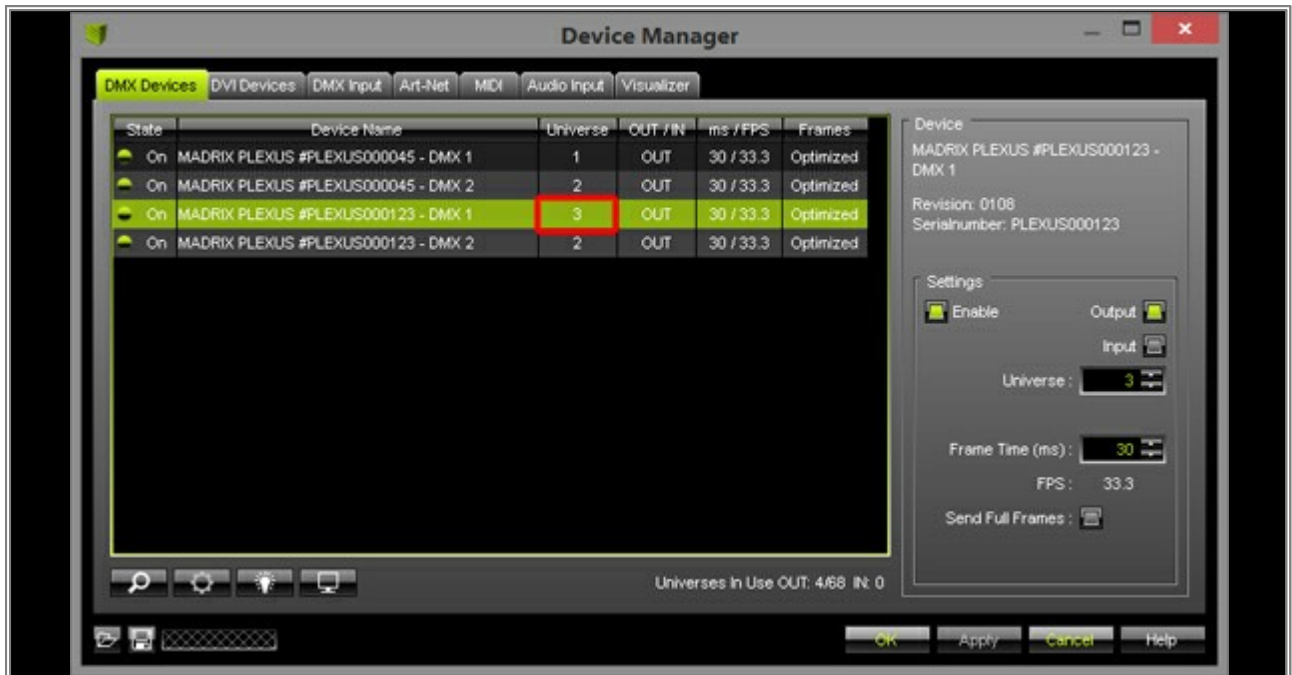 Device Manager
DMX Devices DVI Devices DMX Input Art-Net MIDI Audio Input Visualizer
State Device Name Universe OUT / IN ms / FPS Frames
On MADRIX PLEXUS #PLEXUS000045 - DMX 1 1 OUT 30 / 33.3 Optimized
On MADRIX PLEXUS #PLEXUS000045 - DMX 2 2 OUT 30 / 33.3 Optimized
On MADRIX PLEXUS #PLEXUS000123 - DMX 1 3 OUT 30 / 33.3 Optimized
On MADRIX PLEXUS #PLEXUS000123 - DMX 2 2 OUT 30 / 33.3 Optimized
Universes In Use OUT: 4/68 IN: 0
Device
MADRIX PLEXUS #PLEXUS000123 -
DMX 1
Revision: 0108
Serialnumber: PLEXUS000123
Settings
Enable Output
Input
Universe : 3
Frame Time (ms) : 30
FPS : 33.3
Send Full Frames :
OK Apply Cancel Help